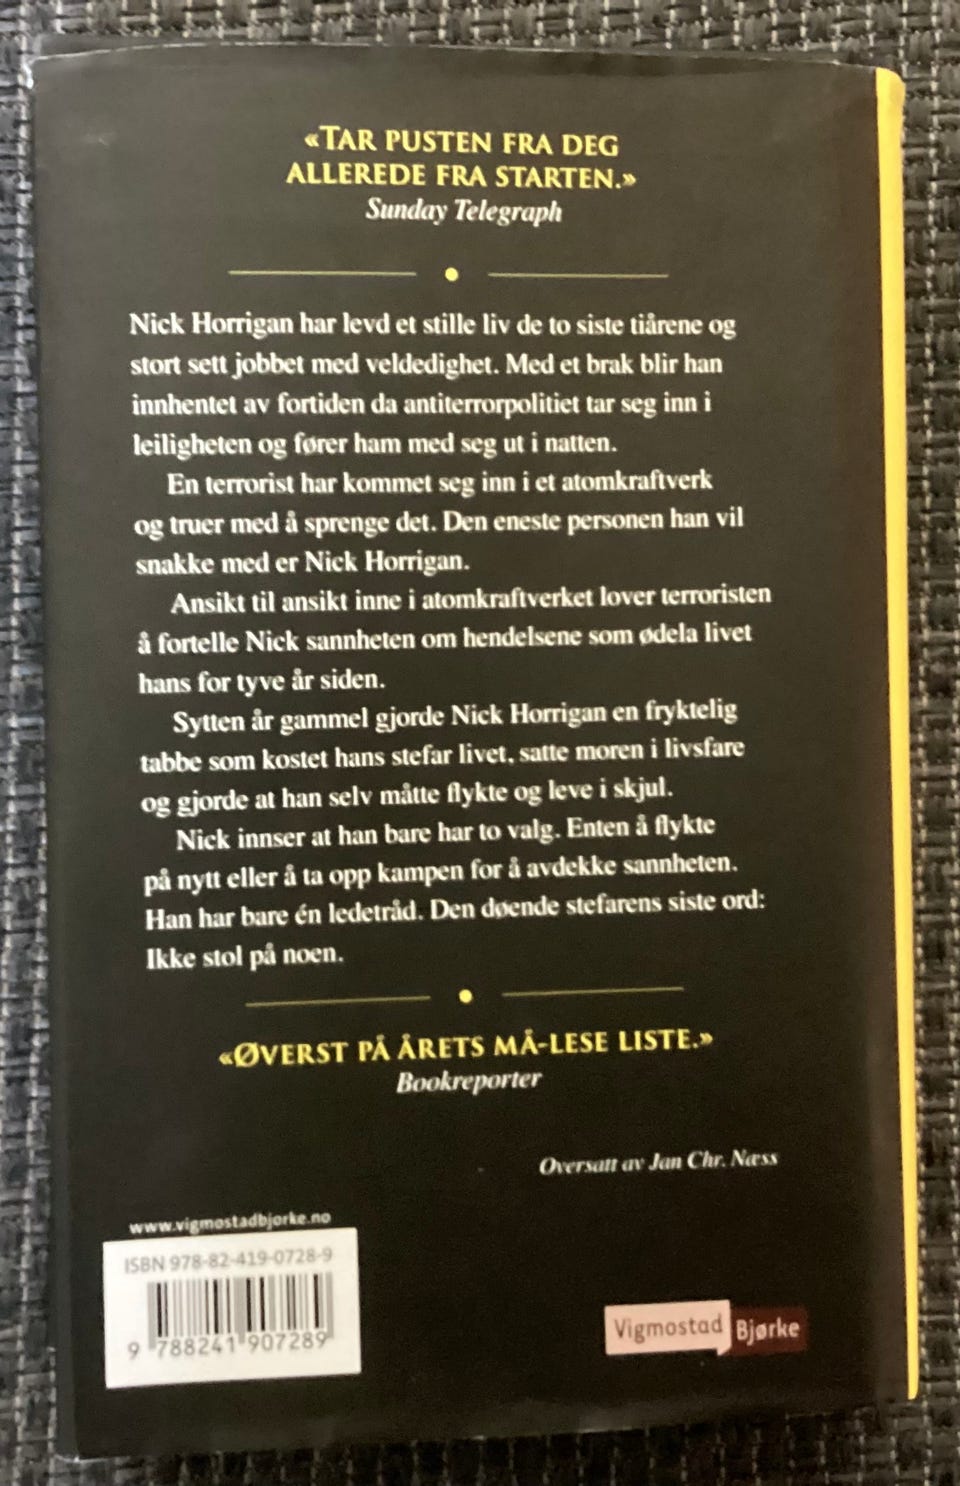 «TAR PUSTEN FRA DEG
ALLEREDE FRA STARTEN.»
Sunday Telegraph
Nick Horrigan har levd et stille liv de to siste tiårene og
stort sett jobbet med veldedighet. Med et brak blir han
innhentet av fortiden da antiterrorpolitiet tar seg inn i
leiligheten og fører ham med seg ut i natten.
En terrorist har kommet seg inn i et atomkraftverk
og truer med å sprenge det. Den eneste personen han vil
snakke med er Nick Horrigan.
Ansikt til ansikt inne i atomkraftverket lover terroristen
å fortelle Nick sannheten om hendelsene som ødela livet
hans for tyve år siden.
Sytten år gammel gjorde Nick Horrigan en fryktelig
tabbe som kostet hans stefar livet, satte moren i livsfare
og gjorde at han selv måtte flykte og leve i skjul.
Nick innser at han bare har to valg. Enten å flykte
på nytt eller å ta opp kampen for å avdekke sannheten.
Han har bare én ledetråd. Den døende stefarens siste ord:
Ikke stol på noen.
«ØVERST PÅ ÅRETS MÅ-LESE LISTE.»
Bookreporter
Oversatt av Jan Chr. Næss
www.vigmostadbjorke.no
ISBN 978-82-419-0728-9
9 788241 907289
Vigmostad Bjørke